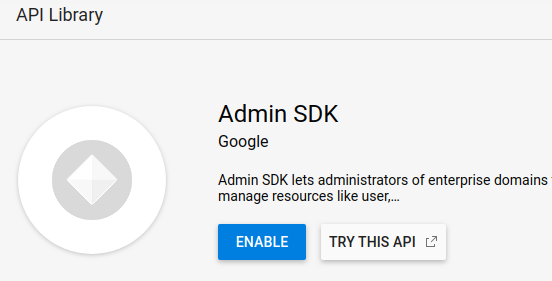 API Library
Admin SDK
Google
Admin SDK lets administrators of enterprise domains
manage resources like user,...
ENABLE
TRY THIS API